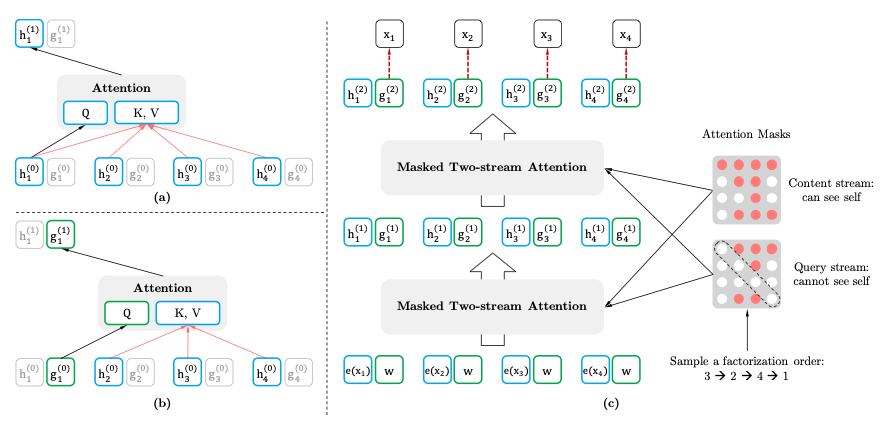 h₁⁽¹⁾ g₁⁽¹⁾
Attention
Q K, V
h₁⁽⁰⁾ g₁⁽⁰⁾ h₂⁽⁰⁾ g₂⁽⁰⁾ h₃⁽⁰⁾ g₃⁽⁰⁾ h₄⁽⁰⁾ g₄⁽⁰⁾
(a)
h₁⁽¹⁾ g₁⁽¹⁾
Attention
Q K, V
h₁⁽⁰⁾ g₁⁽⁰⁾ h₂⁽⁰⁾ g₂⁽⁰⁾ h₃⁽⁰⁾ g₃⁽⁰⁾ h₄⁽⁰⁾ g₄⁽⁰⁾
(b)
x₁ x₂ x₃ x₄
h₁⁽²⁾ g₁⁽²⁾ h₂⁽²⁾ g₂⁽²⁾ h₃⁽²⁾ g₃⁽²⁾ h₄⁽²⁾ g₄⁽²⁾
Masked Two-stream Attention
h₁⁽¹⁾ g₁⁽¹⁾ h₂⁽¹⁾ g₂⁽¹⁾ h₃⁽¹⁾ g₃⁽¹⁾ h₄⁽¹⁾ g₄⁽¹⁾
Masked Two-stream Attention
e(x₁) w e(x₂) w e(x₃) w e(x₄) w
(c)
Attention Masks
Content stream:
can see self
Query stream:
cannot see self
Sample a factorization order:
3 → 2 → 4 → 1